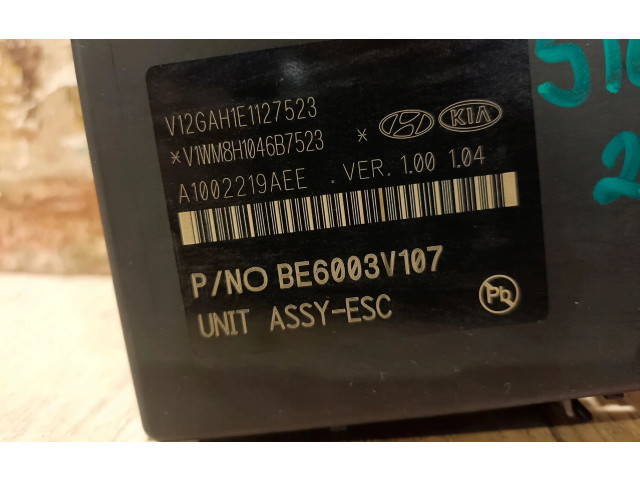 V12GAH1E1127523
*V1WM8H1046B7523 * KIA
A1002219AEE . VER. 1.00 1.04
P/NO BE6003V107
UNIT ASSY-ESC
Pb